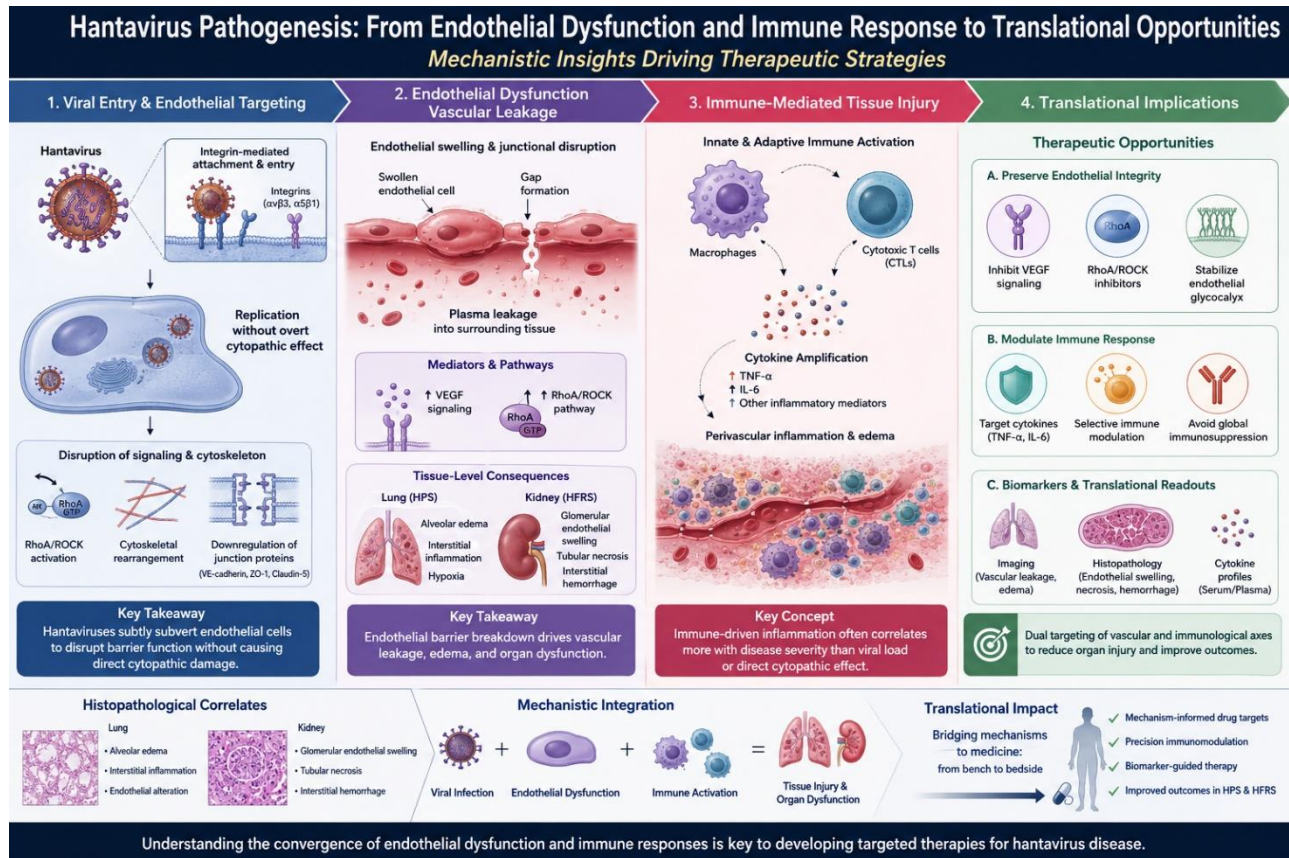 Hantavirus Pathogenesis: From Endothelial Dysfunction and Immune Response to Translational Opportunities
Mechanistic Insights Driving Therapeutic Strategies
1. Viral Entry & Endothelial Targeting
Hantavirus
Integrin-mediated
attachment & entry
Integrins
(αvβ3, α5β1)
Replication
without overt
cytopathic effect
Disruption of signaling & cytoskeleton
RhoA
GTP
RhoA/ROCK
activation
Cytoskeletal
rearrangement
Downregulation of
junction proteins
(VE-cadherin, ZO-1, Claudin-5)
Key Takeaway
Hantaviruses subtly subvert endothelial cells
to disrupt barrier function without causing
direct cytopathic damage.
2. Endothelial Dysfunction
Vascular Leakage
Endothelial swelling & junctional disruption
Swollen
endothelial cell
Gap
formation
Plasma leakage
into surrounding tissue
Mediators & Pathways
↑ VEGF
signaling
RhoA
GTP
↑ RhoA/ROCK
pathway
Tissue-Level Consequences
Lung (HPS)
Alveolar edema
Interstitial
inflammation
Hypoxia
Kidney (HFRS)
Glomerular
endothelial
swelling
Tubular necrosis
Interstitial
hemorrhage
Key Takeaway
Endothelial barrier breakdown drives vascular
leakage, edema, and organ dysfunction.
3. Immune-Mediated Tissue Injury
Innate & Adaptive Immune Activation
Macrophages
Cytotoxic T cells
(CTLs)
Cytokine Amplification
↑ TNF-α
↑ IL-6
↑ Other inflammatory mediators
Perivascular inflammation & edema
Key Concept
Immune-driven inflammation often correlates
more with disease severity than viral load
or direct cytopathic effect.
4. Translational Implications
Therapeutic Opportunities
A. Preserve Endothelial Integrity
Inhibit VEGF
signaling
RhoA
RhoA/ROCK
inhibitors
Stabilize
endothelial
glycocalyx
B. Modulate Immune Response
Target cytokines
(TNF-α, IL-6)
Selective immune
modulation
Avoid global
immunosuppression
C. Biomarkers & Translational Readouts
Imaging
(Vascular leakage,
edema)
Histopathology
(Endothelial swelling,
necrosis, hemorrhage)
Cytokine
profiles
(Serum/Plasma)
Dual targeting of vascular and immunological axes
to reduce organ injury and improve outcomes.
Histopathological Correlates
Lung
• Alveolar edema
• Interstitial inflammation
• Endothelial alteration
Kidney
• Glomerular endothelial swelling
• Tubular necrosis
• Interstitial hemorrhage
Mechanistic Integration
Viral Infection
+
Endothelial Dysfunction
+
Immune Activation
=
Tissue Injury &
Organ Dysfunction
Translational Impact
Bridging mechanisms
to medicine:
from bench to bedside
✓ Mechanism-informed drug targets
✓ Precision immunomodulation
✓ Biomarker-guided therapy
✓ Improved outcomes in HPS & HFRS
Understanding the convergence of endothelial dysfunction and immune responses is key to developing targeted therapies for hantavirus disease.